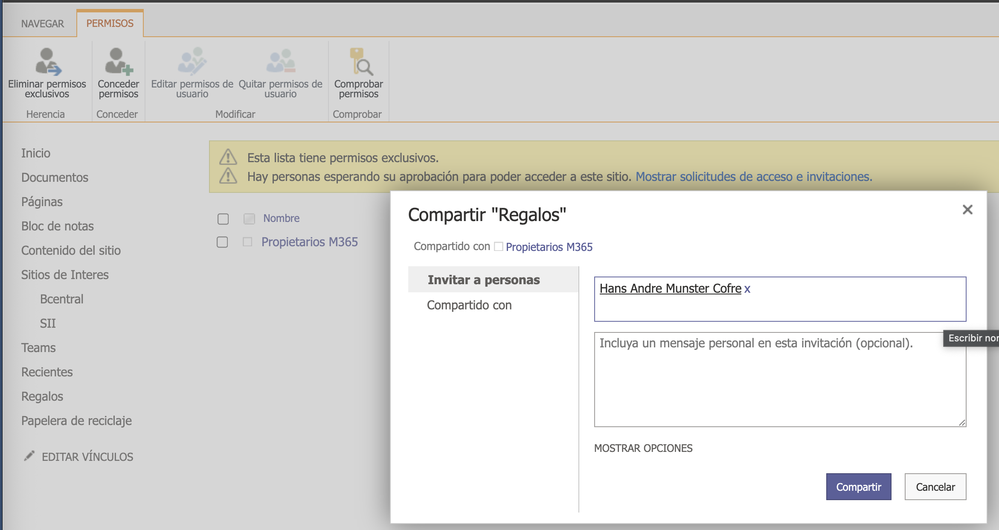 NAVEGAR
PERMISOS
Eliminar permisos
exclusivos
Herencia
Conceder
permisos
Conceder
Editar permisos de
usuario
Quitar permisos de
usuario
Modificar
Comprobar
permisos
Comprobar
Inicio
Documentos
Páginas
Bloc de notas
Contenido del sitio
Sitios de Interes
Bcentral
SII
Teams
Recientes
Regalos
Papelera de reciclaje
EDITAR VÍNCULOS
Esta lista tiene permisos exclusivos.
Hay personas esperando su aprobación para poder acceder a este sitio. Mostrar solicitudes de acceso e invitaciones.
Nombre
Propietarios M365
Compartir "Regalos"
Compartido con Propietarios M365
Invitar a personas
Compartido con
Hans Andre Munster Cofre x
Incluya un mensaje personal en esta invitación (opcional).
Escribir
MOSTRAR OPCIONES
Compartir
Cancelar